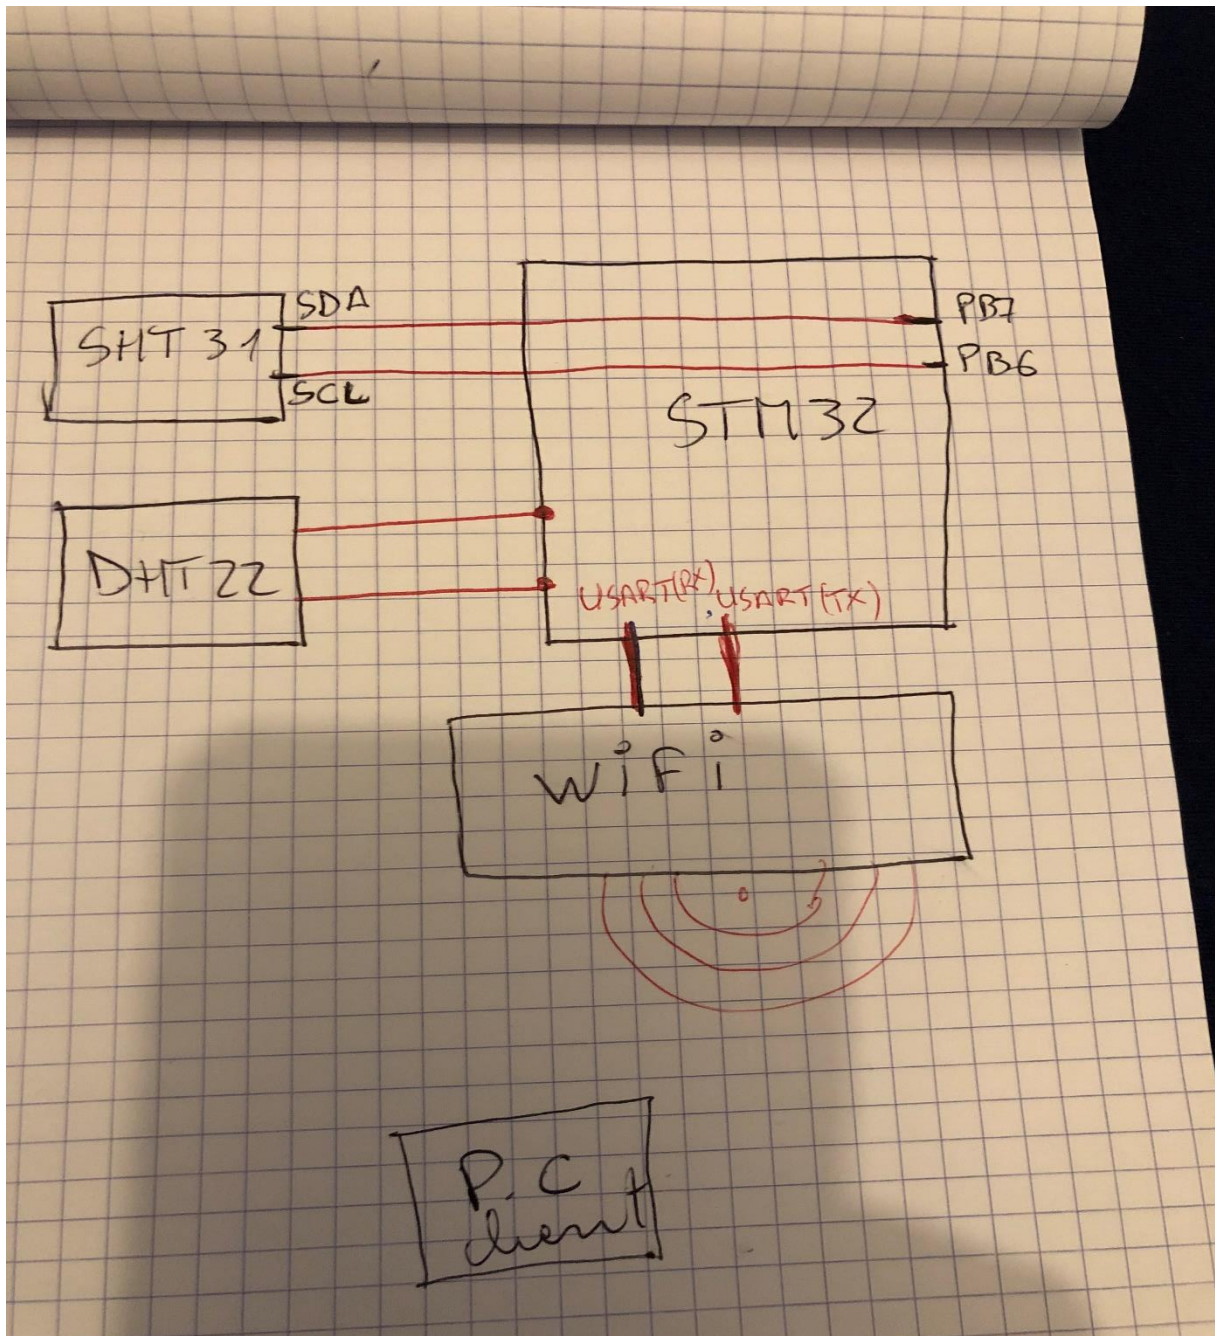 SDA
PB7
SHT 31
PB6
SCL
STM32
DHT22
USART(RX) USART(TX)
WiFi
P.C
client